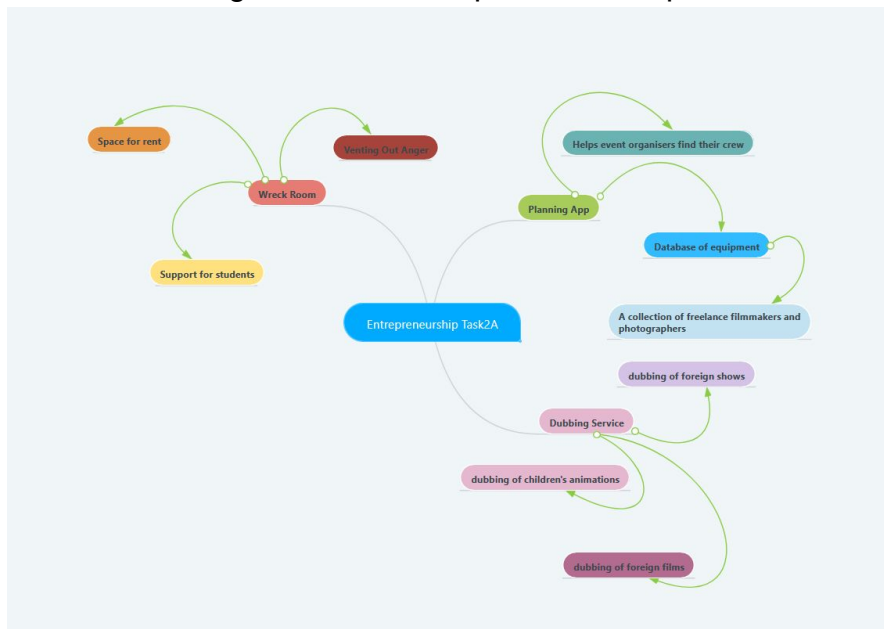 Space for rent
Venting Out Anger
Wreck Room
Support for students
Helps event organisers find their crew
Planning App
Database of equipment
A collection of freelance filmmakers and
photographers
Entrepreneurship Task2A
dubbing of foreign shows
Dubbing Service
dubbing of children's animations
dubbing of foreign films